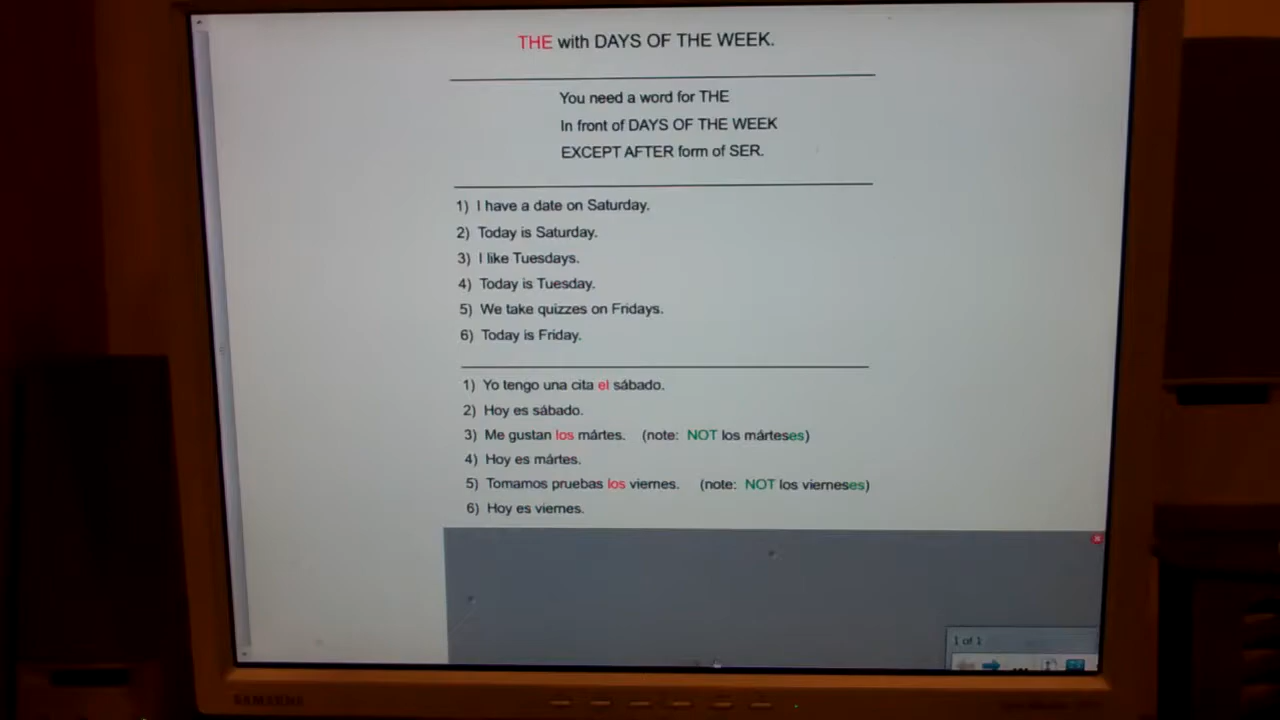 THE with DAYS OF THE WEEK.
You need a word for THE
In front of DAYS OF THE WEEK
EXCEPT AFTER form of SER.
1) I have a date on Saturday.
2) Today is Saturday.
3) I like Tuesdays.
4) Today is Tuesday.
5) We take quizzes on Fridays.
6) Today is Friday.
1) Yo tengo una cita el sábado.
2) Hoy es sábado.
3) Me gustan los mártes. (note: NOT los márteses)
4) Hoy es mártes.
5) Tomamos pruebas los viernes. (note: NOT los vierneses)
6) Hoy es viernes.
1 of 1
SAMSUNG